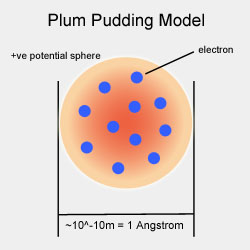 Plum Pudding Model
electron
+ve potential sphere
~10^-10m = 1 Angstrom